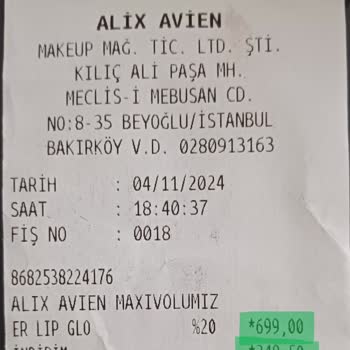 ALIX AVIEN
MAKEUP MAĞ. TİC. LTD. ŞTİ.
KILIÇ ALİ PAŞA MH.
MECLİS-İ MEBUSAN CD.
NO:8-35 BEYOĞLU/İSTANBUL
BAKIRKÖY V.D. 0280913163
TARİH : 04/11/2024
SAAT : 18:40:37
FİŞ NO : 0018
8682538224176
ALIX AVIEN MAXIVOLUMIZ
ER LIP GLO %20 *699,00